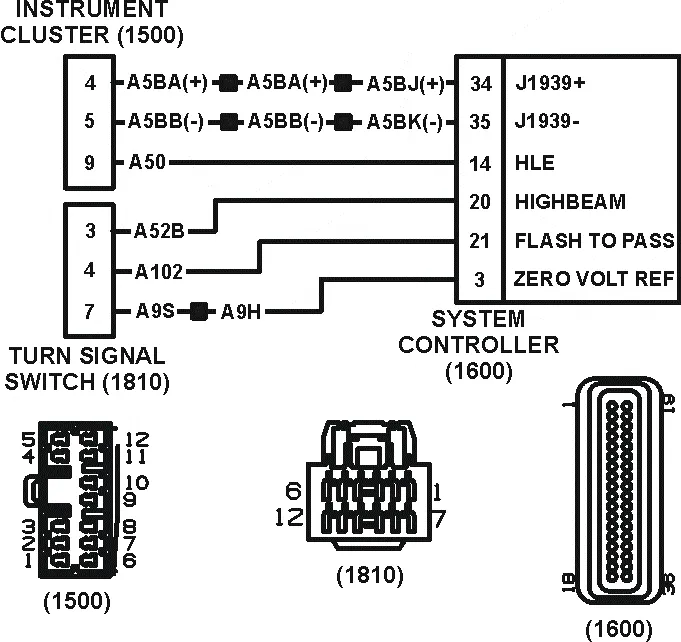 INSTRUMENT
CLUSTER (1500)
4 A5BA(+) A5BA(+) A5BJ(+) 34 J1939+
5 A5BB(-) A5BB(-) A5BK(-) 35 J1939-
9 A50 14 HLE
20 HIGHBEAM
3 A52B
21 FLASH TO PASS
4 A102
3 ZERO VOLT REF
7 A9S A9H
SYSTEM
CONTROLLER
(1600)
TURN SIGNAL
SWITCH (1810)
1 19
5 12
4 11
10
9
3 8
2 7
1 6
(1500)
6 1
12 7
(1810)
18 36
(1600)